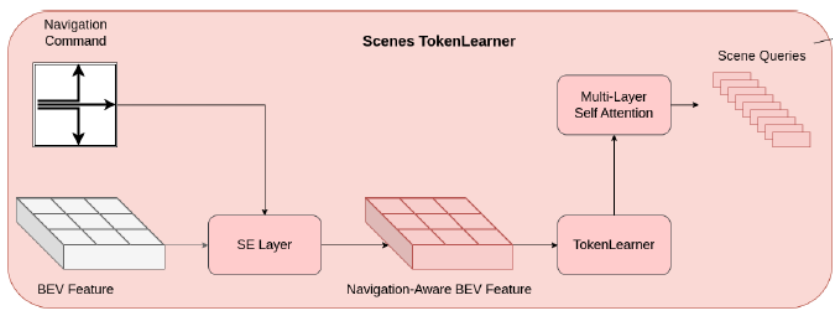 Navigation
Command
Scenes TokenLearner
Scene Queries
Multi-Layer
Self Attention
SE Layer
TokenLearner
BEV Feature
Navigation-Aware BEV Feature